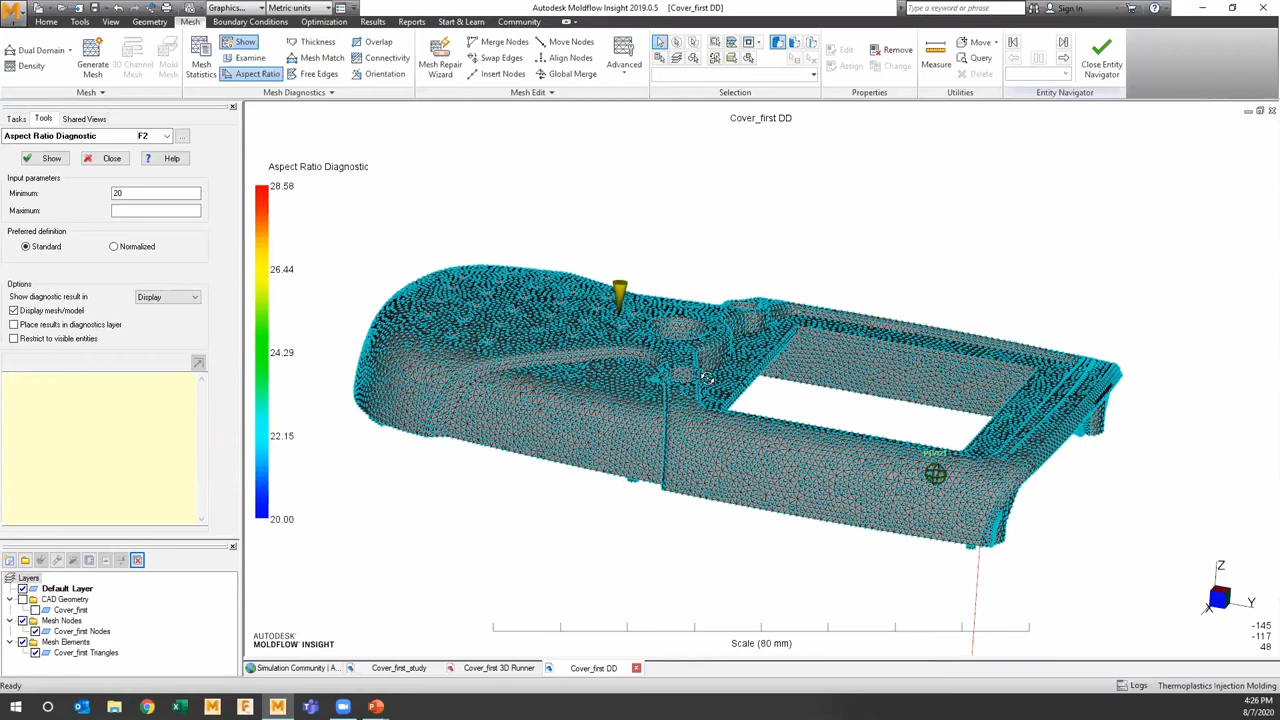 Graphics...
Metric units
Autodesk Moldflow Insight 2019.0.5   [Cover_first DD]
Type a keyword or phrase
Sign In
Home
Tools
View
Geometry
Mesh
Boundary Conditions
Optimization
Results
Reports
Start & Learn
Community
Dual Domain
Density
Generate Mesh
3D Channel Mesh
Mold Mesh
Mesh
Mesh Statistics
Show
Examine
Aspect Ratio
Thickness
Mesh Match
Free Edges
Overlap
Connectivity
Orientation
Mesh Diagnostics
Mesh Repair Wizard
Merge Nodes
Swap Edges
Insert Nodes
Move Nodes
Align Nodes
Global Merge
Advanced
Mesh Edit
Selection
Edit
Assign
Remove
Change
Properties
Measure
Move
Query
Delete
Utilities
Close Entity Navigator
Entity Navigator
Tasks
Tools
Shared Views
Aspect Ratio Diagnostic F2
...
Show
Close
? Help
Input parameters
Minimum: 20
Maximum:
Preferred definition
Standard
Normalized
Options
Show diagnostic result in Display
Display mesh/model
Place results in diagnostics layer
Restrict to visible entities
Layers
Default Layer
CAD Geometry
Cover_first
Mesh Nodes
Cover_first Nodes
Mesh Elements
Cover_first Triangles
Cover_first DD
Aspect Ratio Diagnostic
28.58
26.44
24.29
22.15
20.00
PIVOT
Z
Y
X
-145
-117
48
AUTODESK
MOLDFLOW INSIGHT
Scale (80 mm)
Simulation Community | A...
Cover_first_study
Cover_first 3D Runner
Cover_first DD
Ready
Logs
Thermoplastics Injection Molding
4:26 PM
8/7/2020